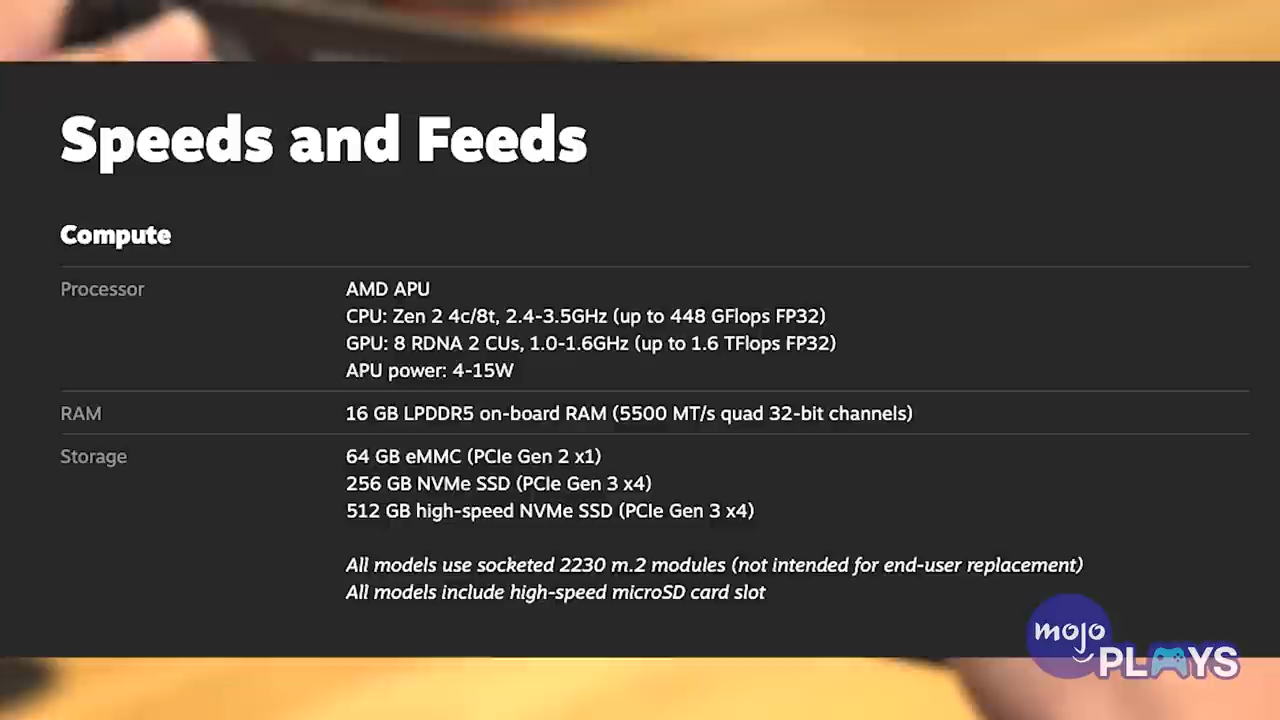 Speeds and Feeds
Compute
Processor
AMD APU
CPU: Zen 2 4c/8t, 2.4-3.5GHz (up to 448 GFlops FP32)
GPU: 8 RDNA 2 CUs, 1.0-1.6GHz (up to 1.6 TFlops FP32)
APU power: 4-15W
RAM
16 GB LPDDR5 on-board RAM (5500 MT/s quad 32-bit channels)
Storage
64 GB eMMC (PCIe Gen 2 x1)
256 GB NVMe SSD (PCIe Gen 3 x4)
512 GB high-speed NVMe SSD (PCIe Gen 3 x4)
All models use socketed 2230 m.2 modules (not intended for end-user replacement)
All models include high-speed microSD card slot
mojo
PLAYS